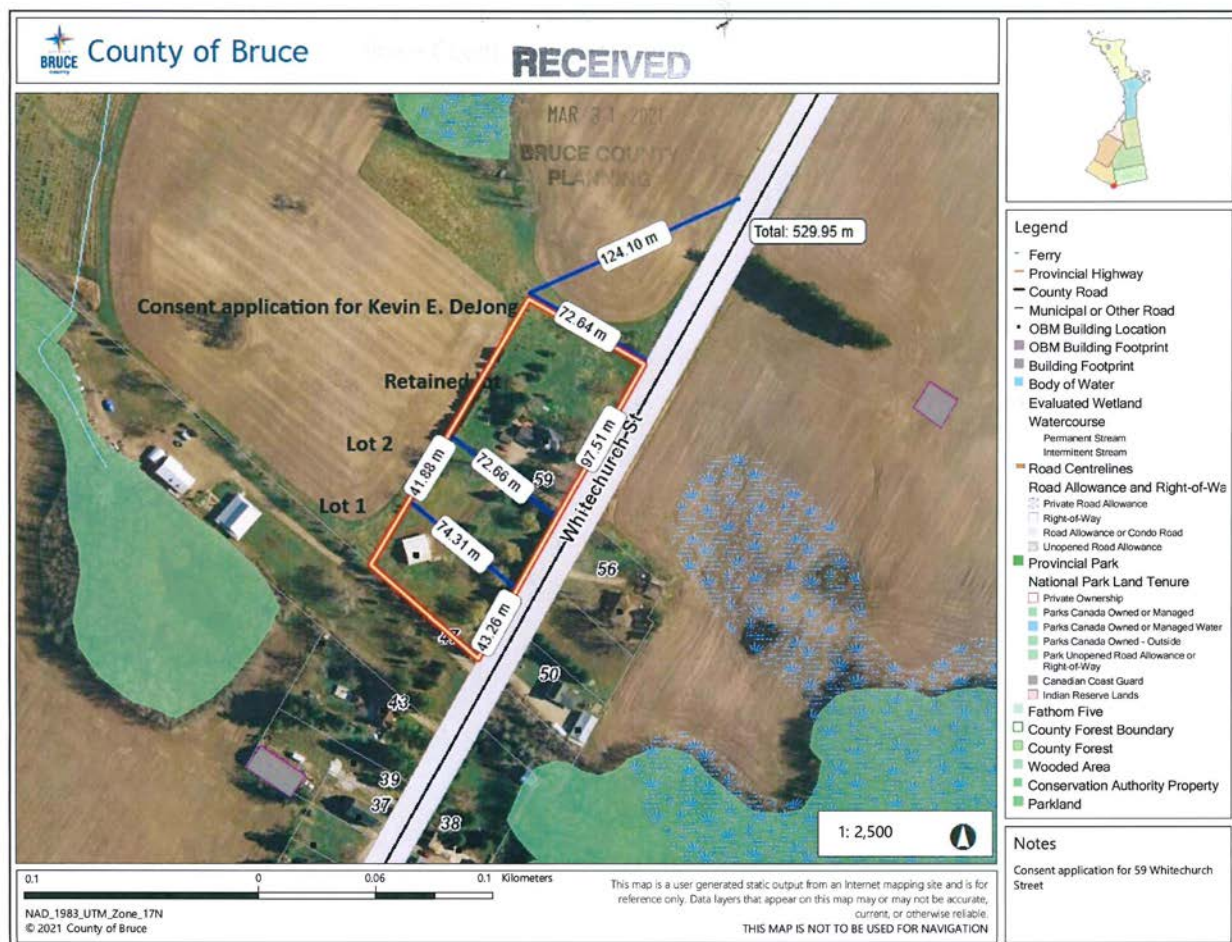 BRUCE
county
County of Bruce
RECEIVED
MAR 31 2021
BRUCE COUNTY
PLANNING
124.10 m
Total: 529.95 m
Consent application for Kevin E. DeJong
72.64 m
Retained lot
97.51 m
Whitechurch St
Lot 2
41.88 m
72.66 m
59
Lot 1
74.31 m
56
43.26 m
47
50
43
39
37
38
1: 2,500
Legend
Ferry
Provincial Highway
County Road
Municipal or Other Road
OBM Building Location
OBM Building Footprint
Building Footprint
Body of Water
Evaluated Wetland
Watercourse
Permanent Stream
Intermittent Stream
Road Centrelines
Road Allowance and Right-of-Wa
Private Road Allowance
Right-of-Way
Road Allowance or Condo Road
Unopened Road Allowance
Provincial Park
National Park Land Tenure
Private Ownership
Parks Canada Owned or Managed
Parks Canada Owned or Managed Water
Parks Canada Owned - Outside
Park Unopened Road Allowance or
Right-of-Way
Canadian Coast Guard
Indian Reserve Lands
Fathom Five
County Forest Boundary
County Forest
Wooded Area
Conservation Authority Property
Parkland
Notes
Consent application for 59 Whitechurch
Street
0.1 0 0.06 0.1 Kilometers
NAD_1983_UTM_Zone_17N
© 2021 County of Bruce
This map is a user generated static output from an Internet mapping site and is for
reference only. Data layers that appear on this map may or may not be accurate,
current, or otherwise reliable.
THIS MAP IS NOT TO BE USED FOR NAVIGATION